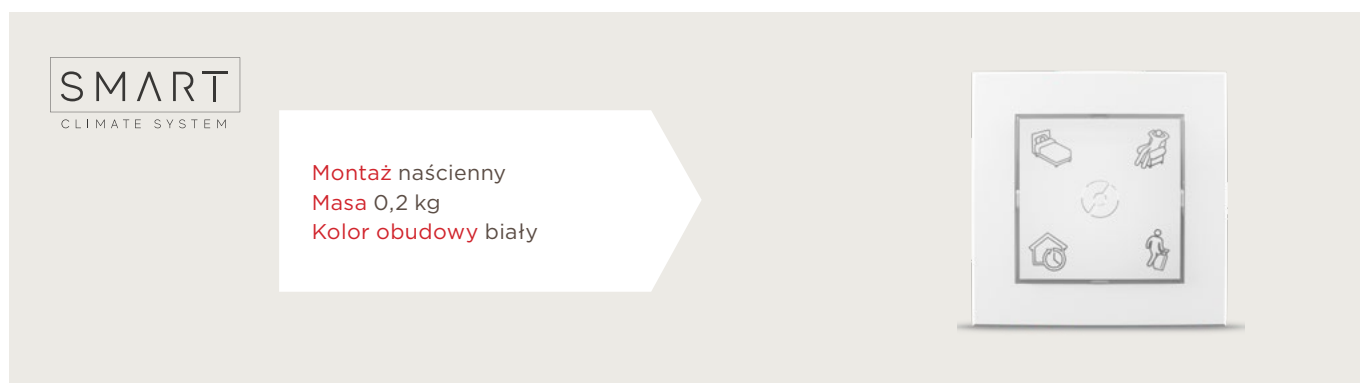 SMART
CLIMATE SYSTEM
Montaż naścienny
Masa 0,2 kg
Kolor obudowy biały